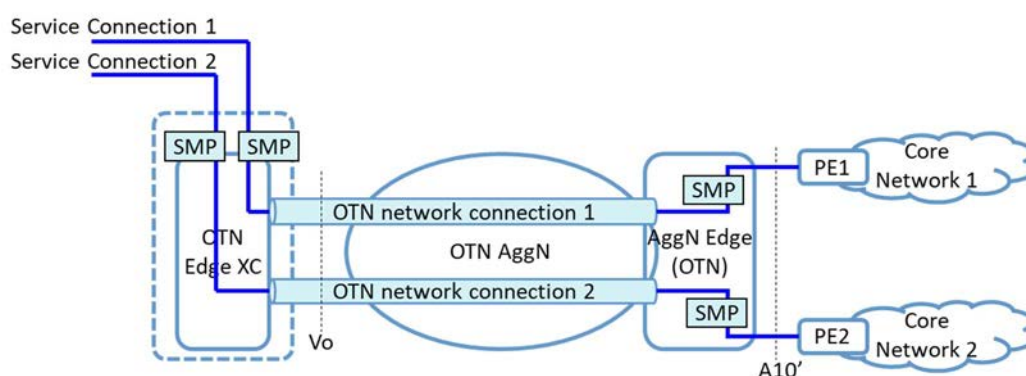 Service Connection 1
Service Connection 2
SMP
SMP
OTN
Edge XC
Vo
OTN network connection 1
OTN AggN
OTN network connection 2
SMP
AggN Edge
(OTN)
SMP
A10’
PE1
Core
Network 1
PE2
Core
Network 2